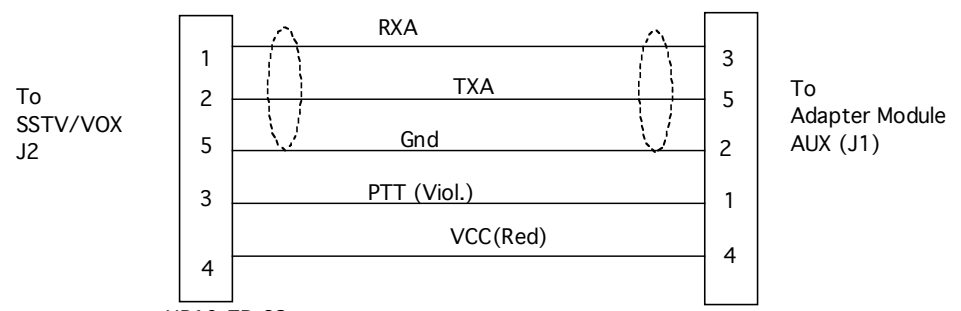 RXA
1
3
TXA
2
5
To
SSTV/VOX
J2
To
Adapter Module
AUX (J1)
Gnd
5
2
PTT (Viol.)
3
1
VCC(Red)
4
4